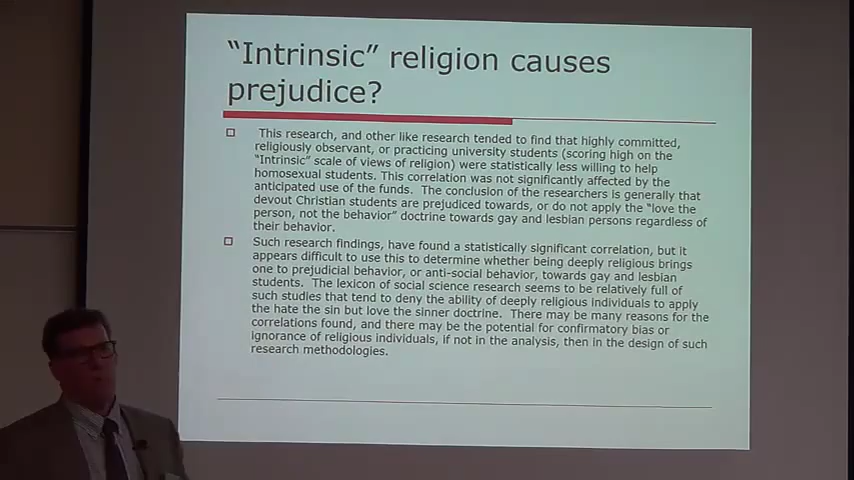 “Intrinsic” religion causes
prejudice?
This research, and other like research tended to find that highly committed,
religiously observant, or practicing university students (scoring high on the
“Intrinsic” scale of views of religion) were statistically less willing to help
homosexual students. This correlation was not significantly affected by the
anticipated use of the funds. The conclusion of the researchers is generally that
devout Christian students are prejudiced towards, or do not apply the “love the
person, not the behavior” doctrine towards gay and lesbian persons regardless of
their behavior.
Such research findings, have found a statistically significant correlation, but it
appears difficult to use this to determine whether being deeply religious brings
one to prejudicial behavior, or anti-social behavior, towards gay and lesbian
students. The lexicon of social science research seems to be relatively full of
such studies that tend to deny the ability of deeply religious individuals to apply
the hate the sin but love the sinner doctrine. There may be many reasons for the
correlations found, and there may be the potential for confirmatory bias or
ignorance of religious individuals, if not in the analysis, then in the design of such
research methodologies.